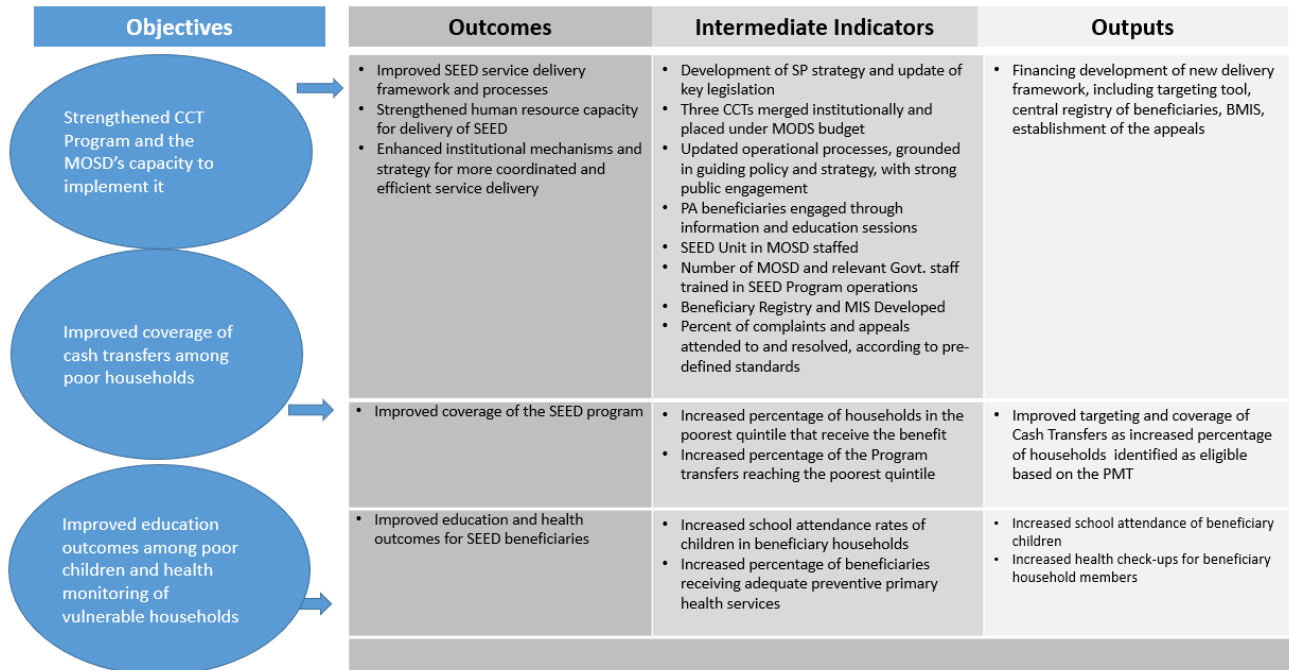 Objectives
Outcomes
Intermediate Indicators
Outputs
Strengthened CCT
Program and the
MOSD's capacity to
implement it
• Improved SEED service delivery
framework and processes
• Strengthened human resource capacity
for delivery of SEED
• Enhanced institutional mechanisms and
strategy for more coordinated and
efficient service delivery
• Development of SP strategy and update of
key legislation
• Three CCTs merged institutionally and
placed under MODS budget
• Updated operational processes, grounded
in guiding policy and strategy, with strong
public engagement
• PA beneficiaries engaged through
information and education sessions
• SEED Unit in MOSD staffed
• Number of MOSD and relevant Govt. staff
trained in SEED Program operations
• Beneficiary Registry and MIS Developed
• Percent of complaints and appeals
attended to and resolved, according to pre-
defined standards
• Financing development of new delivery
framework, including targeting tool,
central registry of beneficiaries, BMIS,
establishment of the appeals
Improved coverage of
cash transfers among
poor households
• Improved coverage of the SEED program
• Increased percentage of households in the
poorest quintile that receive the benefit
• Increased percentage of the Program
transfers reaching the poorest quintile
• Improved targeting and coverage of
Cash Transfers as increased percentage
of households identified as eligible
based on the PMT
Improved education
outcomes among poor
children and health
monitoring of
vulnerable households
• Improved education and health
outcomes for SEED beneficiaries
• Increased school attendance rates of
children in beneficiary households
• Increased percentage of beneficiaries
receiving adequate preventive primary
health services
• Increased school attendance of beneficiary
children
• Increased health check-ups for beneficiary
household members